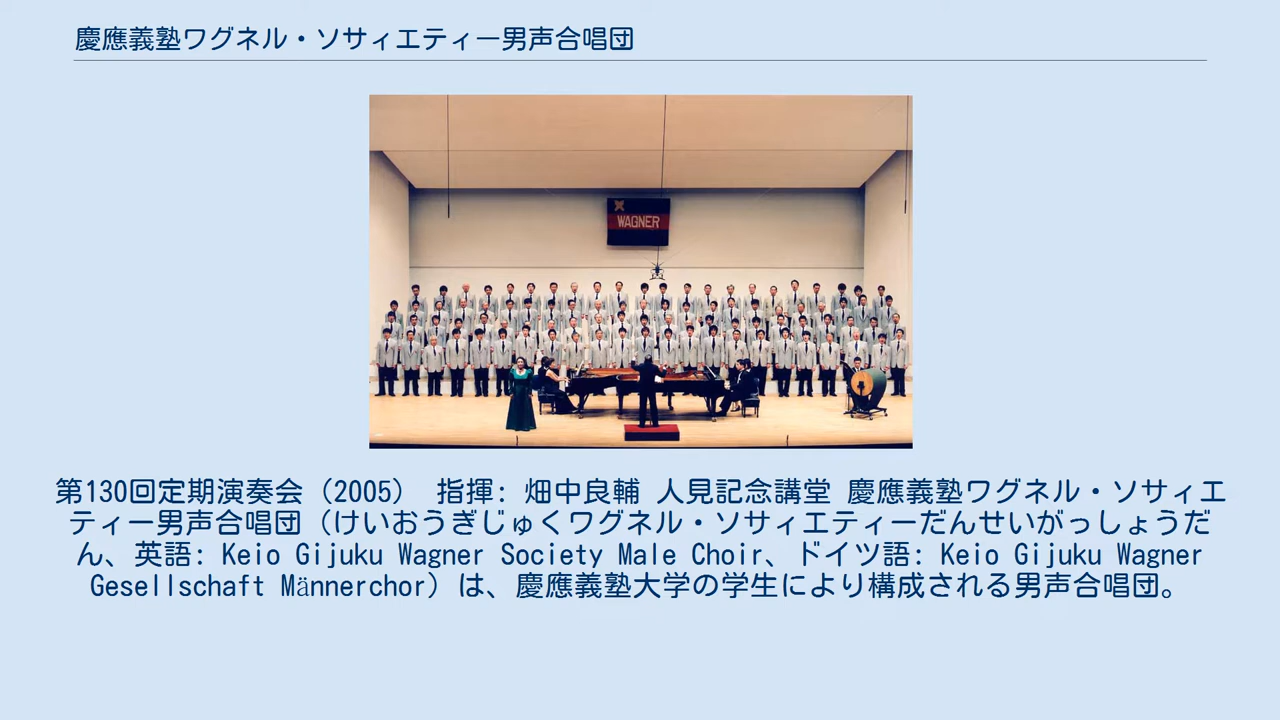 慶應義塾ワグネル・ソサィエティー男声合唱団
WAGNER
第130回定期演奏会（2005） 指揮: 畑中良輔 人見記念講堂 慶應義塾ワグネル・ソサィエ
ティー男声合唱団（けいおうぎじゅくワグネル・ソサィエティーだんせいがっしょうだ
ん、英語: Keio Gijuku Wagner Society Male Choir、ドイツ語: Keio Gijuku Wagner
Gesellschaft Männerchor）は、慶應義塾大学の学生により構成される男声合唱団。